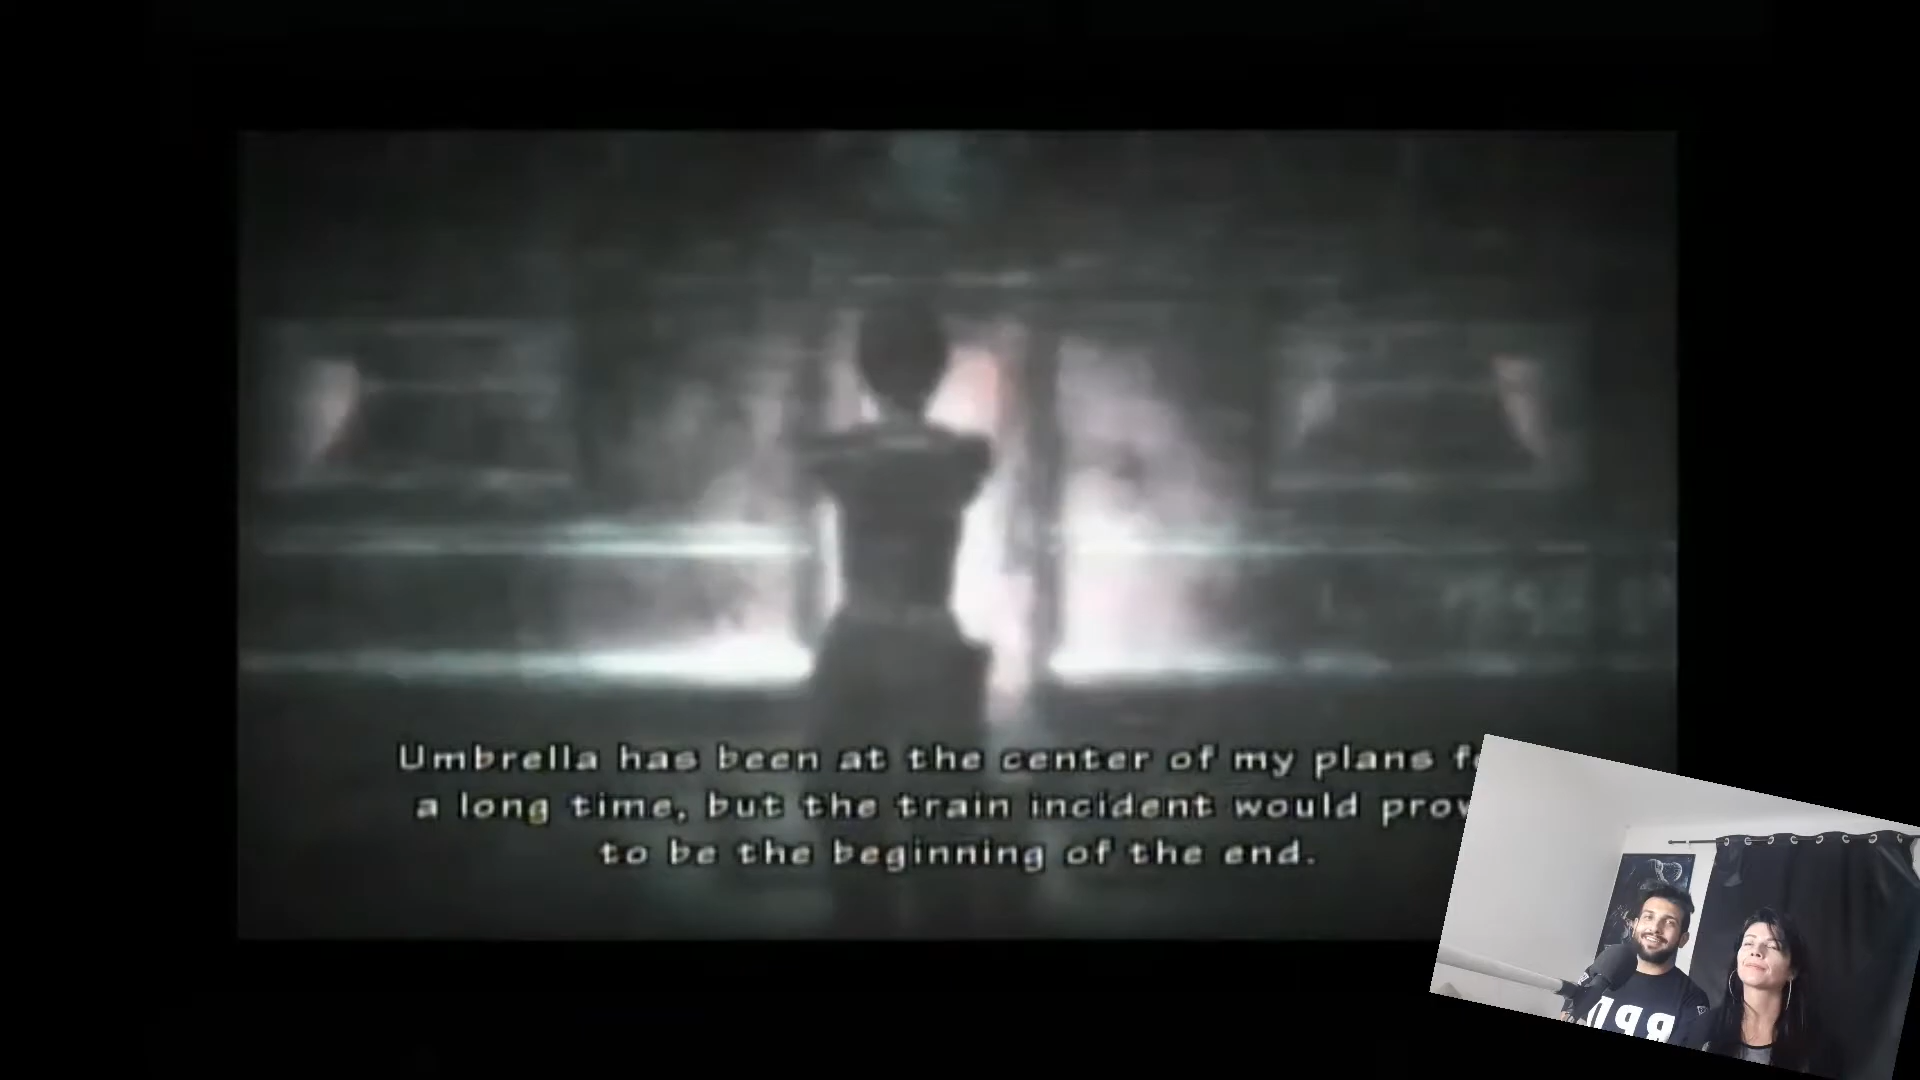 Umbrella has been at the center of my plans
a long time, but the train incident would
to be the beginning of the end.